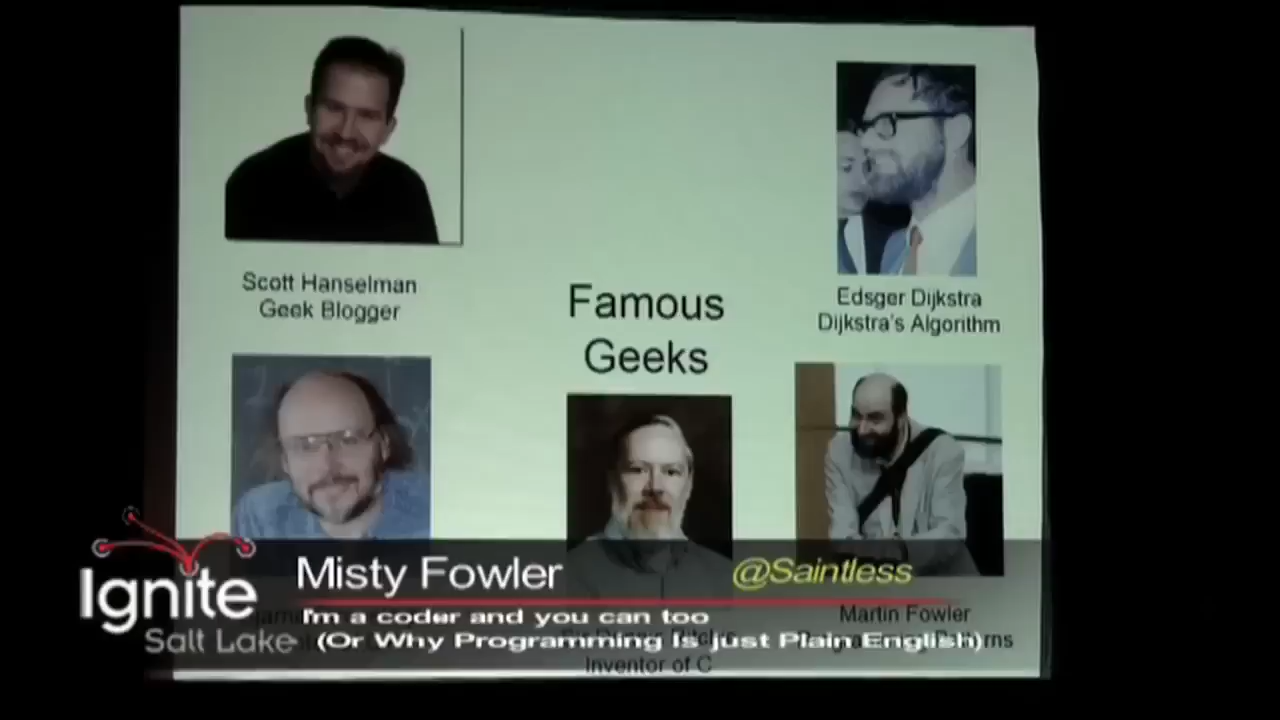 Scott Hanselman
Geek Blogger
Famous
Geeks
Edsger Dijkstra
Dijkstra's Algorithm
Martin Fowler
Inventor of C
Ignite
Salt Lake
Misty Fowler
@Saintless
I'm a coder and you can too
(Or Why Programming Is just Plain English)